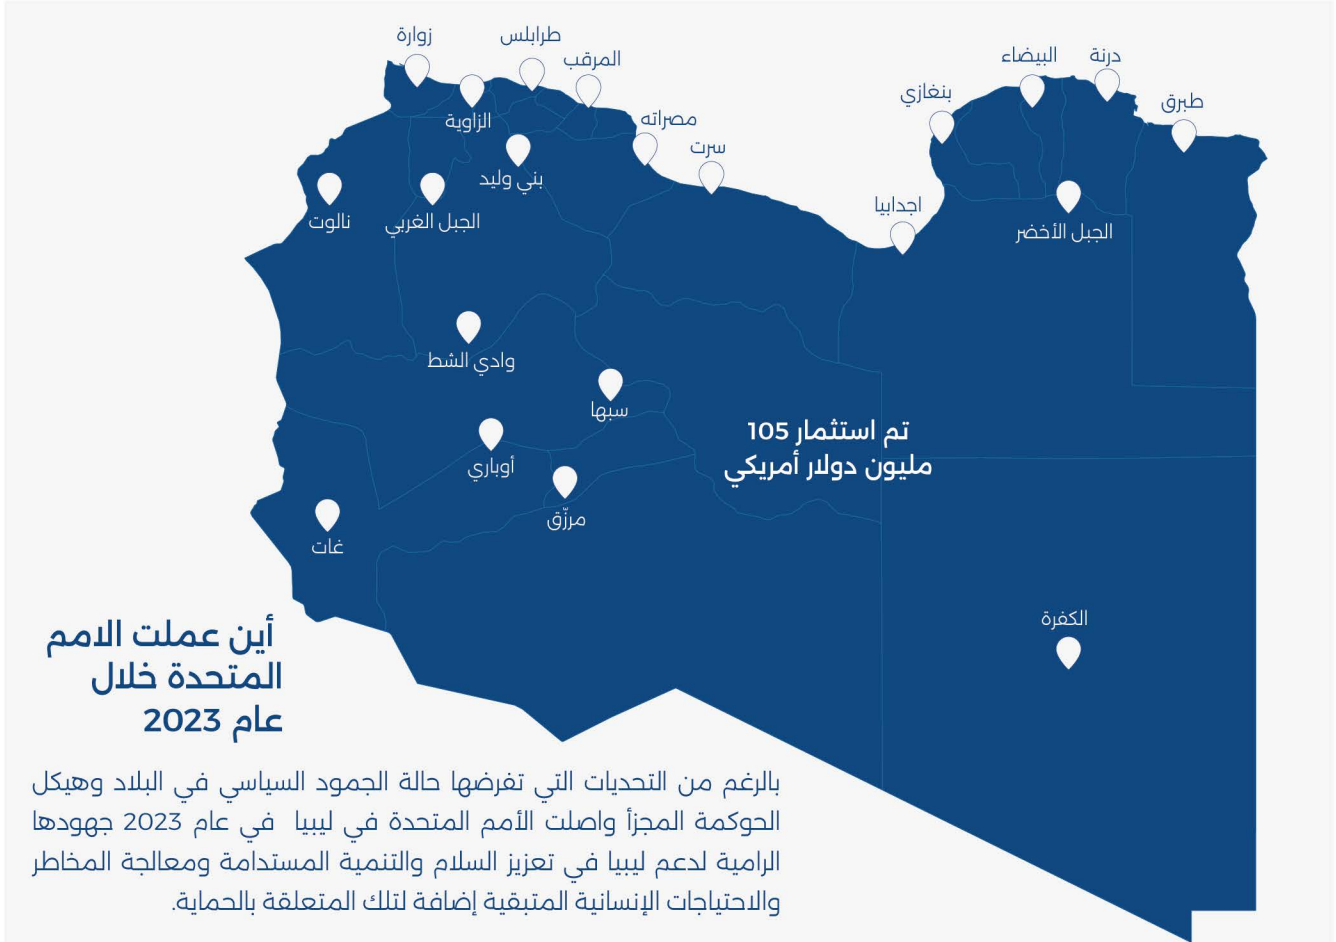 زوارة
طرابلس
المرقب
الزاوية
مصراته
سرت
بني وليد
الجبل الغربي
نالوت
درنة
البيضاء
بنغازي
طبرق
اجدابيا
الجبل الأخضر
وادي الشط
سبها
أوباري
مرزّق
غات
الكفرة
تم استثمار 105
مليون دولار أمريكي
أين عملت الامم
المتحدة خلال
عام 2023
بالرغم من التحديات التي تفرضها حالة الجمود السياسي في البلاد وهيكل
الحوكمة المجزأ واصلت الأمم المتحدة في ليبيا في عام 2023 جهودها
الرامية لدعم ليبيا في تعزيز السلام والتنمية المستدامة ومعالجة المخاطر
والاحتياجات الإنسانية المتبقية إضافة لتلك المتعلقة بالحماية.